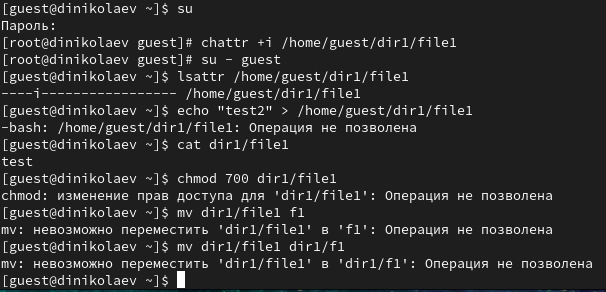 [guest@dinikolaev ~]$ su
Пароль:
[root@dinikolaev guest]# chattr +i /home/guest/dir1/file1
[root@dinikolaev guest]# su - guest
[guest@dinikolaev ~]$ lsattr /home/guest/dir1/file1
----i----------------- /home/guest/dir1/file1
[guest@dinikolaev ~]$ echo "test2" > /home/guest/dir1/file1
-bash: /home/guest/dir1/file1: Операция не позволена
[guest@dinikolaev ~]$ cat dir1/file1
test
[guest@dinikolaev ~]$ chmod 700 dir1/file1
chmod: изменение прав доступа для 'dir1/file1': Операция не позволена
[guest@dinikolaev ~]$ mv dir1/file1 f1
mv: невозможно переместить 'dir1/file1' в 'f1': Операция не позволена
[guest@dinikolaev ~]$ mv dir1/file1 dir1/f1
mv: невозможно переместить 'dir1/file1' в 'dir1/f1': Операция не позволена
[guest@dinikolaev ~]$